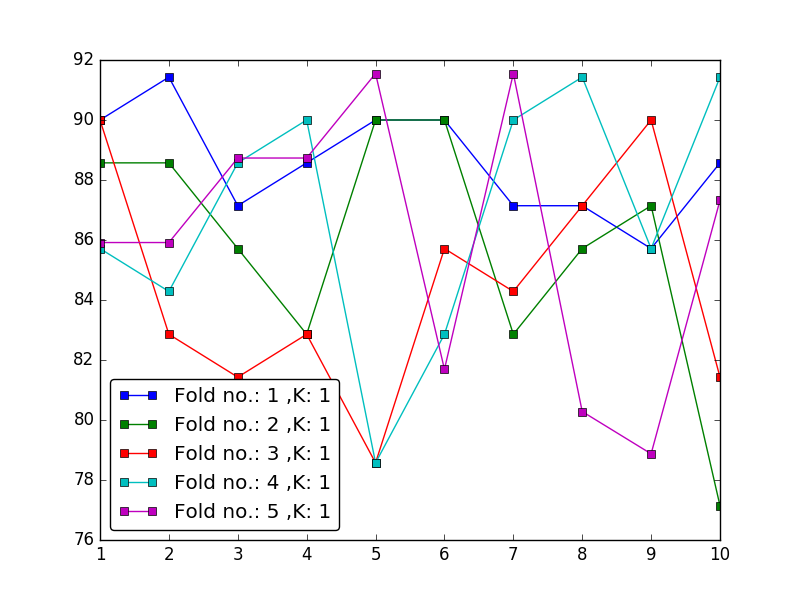 92
90
88
86
84
82
80
78
76
Fold no.: 1 ,K: 1
Fold no.: 2 ,K: 1
Fold no.: 3 ,K: 1
Fold no.: 4 ,K: 1
Fold no.: 5 ,K: 1
1 2 3 4 5 6 7 8 9 10